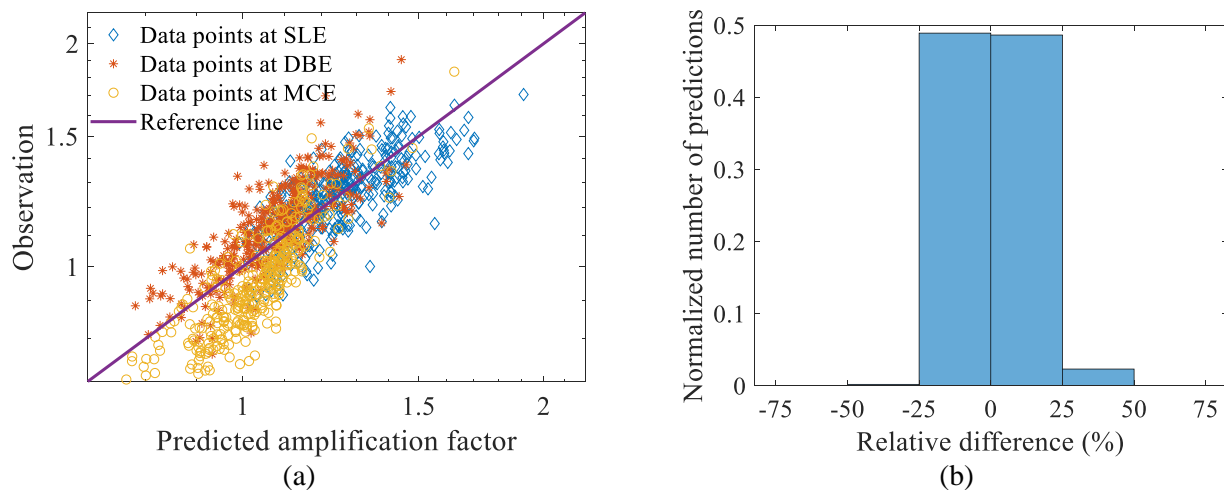 2
1.5
1
Observation
Data points at SLE
Data points at DBE
Data points at MCE
Reference line
1
1.5
2
Predicted amplification factor
(a)
0.5
0.4
0.3
0.2
0.1
0
Normalized number of predictions
-75
-50
-25
0
25
50
75
Relative difference (%)
(b)